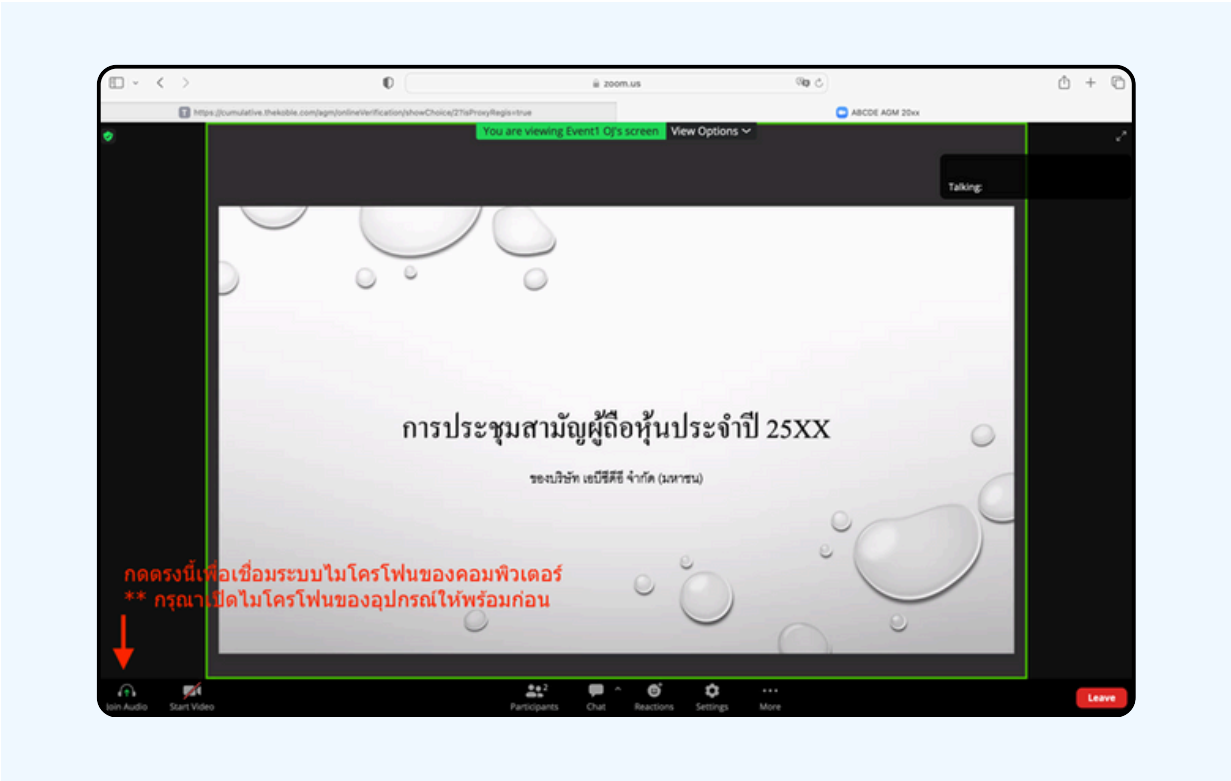 zoom.us
https://cumulative.thekoble.com/agm/onlineVerification/showChoice/2?isProxyRegis=true
ABCDE AGM 20xx
You are viewing Event1 OJ's screen View Options
Talking:
การประชุมสามัญผู้ถือหุ้นประจำปี 25XX
ของบริษัท เอบีซีดีอี จำกัด (มหาชน)
กดตรงนี้เพื่อเชื่อมระบบไมโครโฟนของคอมพิวเตอร์
** กรุณาเปิดไมโครโฟนของอุปกรณ์ให้พร้อมก่อน
2
Join Audio Start Video Participants Chat Reactions Settings More Leave